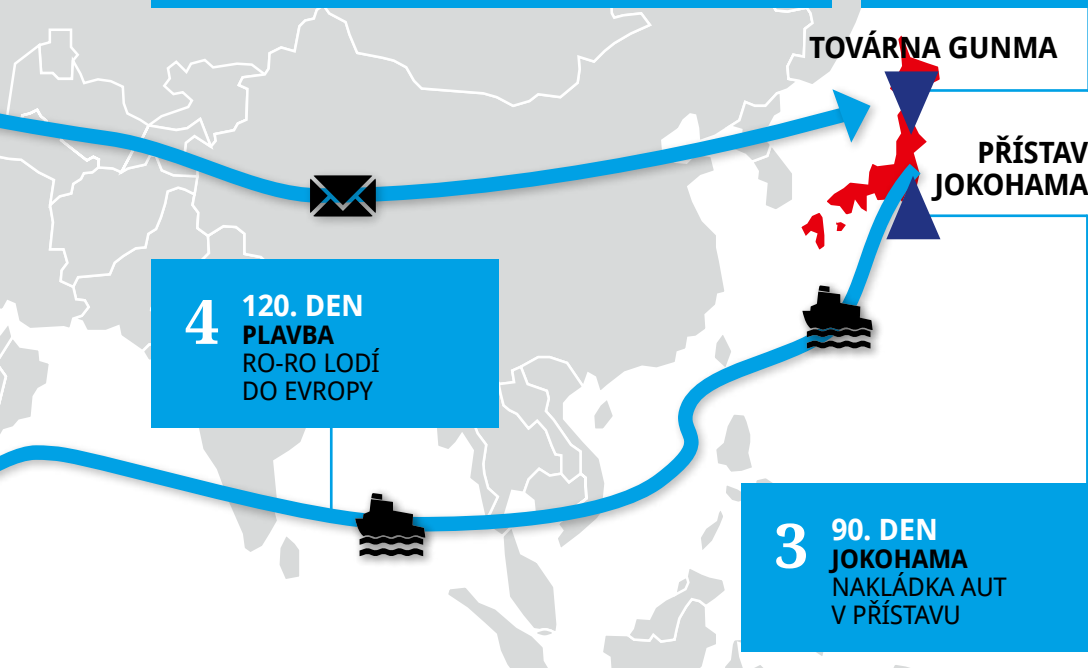 TOVÁRNA GUNMA
PŘÍSTAV
JOKOHAMA
4
120. DEN
PLAVBA
RO-RO LODÍ
DO EVROPY
3
90. DEN
JOKOHAMA
NAKLÁDKA AUT
V PŘÍSTAVU